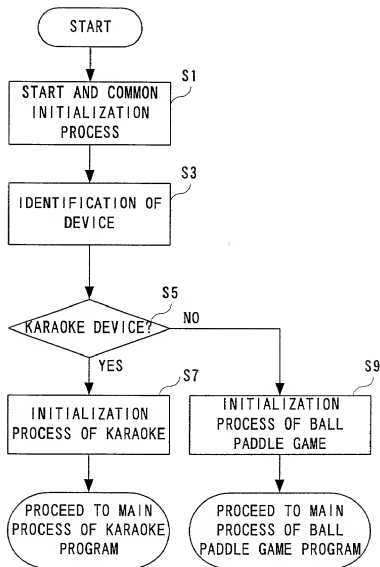 START
S1
START AND COMMON
INITIALIZATION
PROCESS
S3
IDENTIFICATION OF
DEVICE
S5
KARAOKE DEVICE?
NO
YES
S7
INITIALIZATION
PROCESS OF KARAOKE
S9
INITIALIZATION
PROCESS OF BALL
PADDLE GAME
PROCEED TO MAIN
PROCESS OF KARAOKE
PROGRAM
PROCEED TO MAIN
PROCESS OF BALL
PADDLE GAME PROGRAM